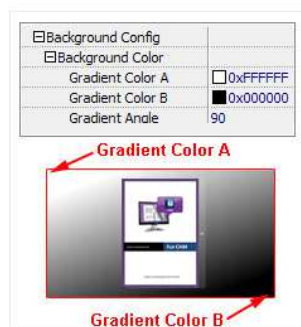 Background Config
Background Color
Gradient Color A 0xFFFFFF
Gradient Color B 0x000000
Gradient Angle 90
Gradient Color A
Gradient Color B